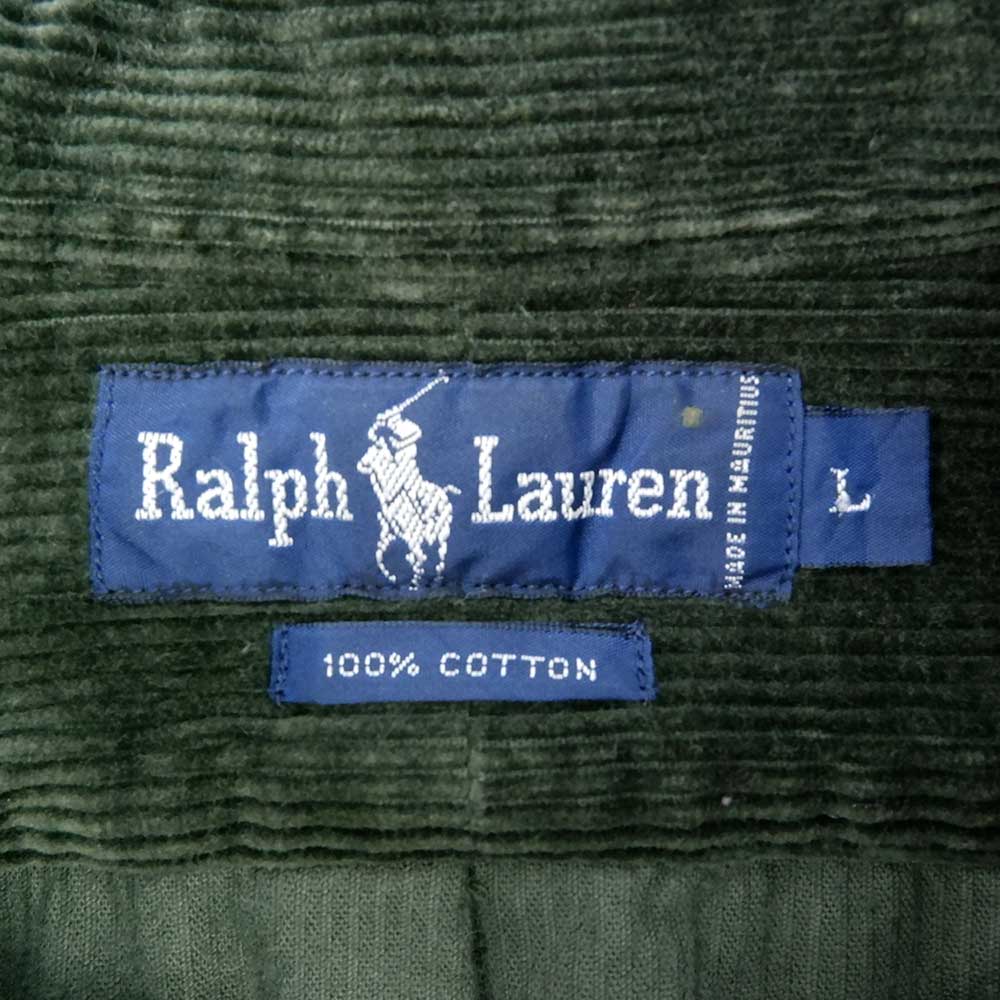 Ralph Lauren
MADE IN MAURITIUS
L
100% COTTON